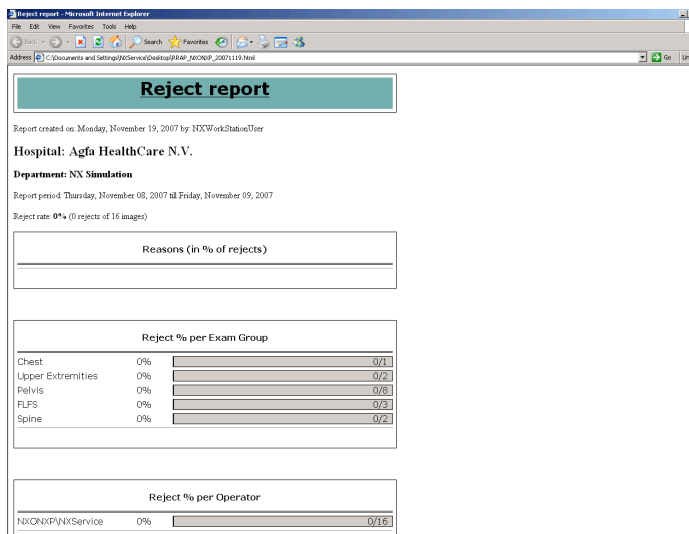 Reject report - Microsoft Internet Explorer
File Edit View Favorites Tools Help
Back Search Favorites
Address C:\Documents and Settings\NXService\Desktop\RRAP_NXONXP_20071119.html Go
Reject report
Report created on: Monday, November 19, 2007 by: NXWorkStationUser
Hospital: Agfa HealthCare N.V.
Department: NX Simulation
Report period: Thursday, November 08, 2007 till Friday, November 09, 2007
Reject rate: 0% (0 rejects of 16 images)
Reasons (in % of rejects)
Reject % per Exam Group
Chest 0% 0/1
Upper Extremities 0% 0/2
Pelvis 0% 0/8
FLFS 0% 0/3
Spine 0% 0/2
Reject % per Operator
NXONXP\NXService 0% 0/16